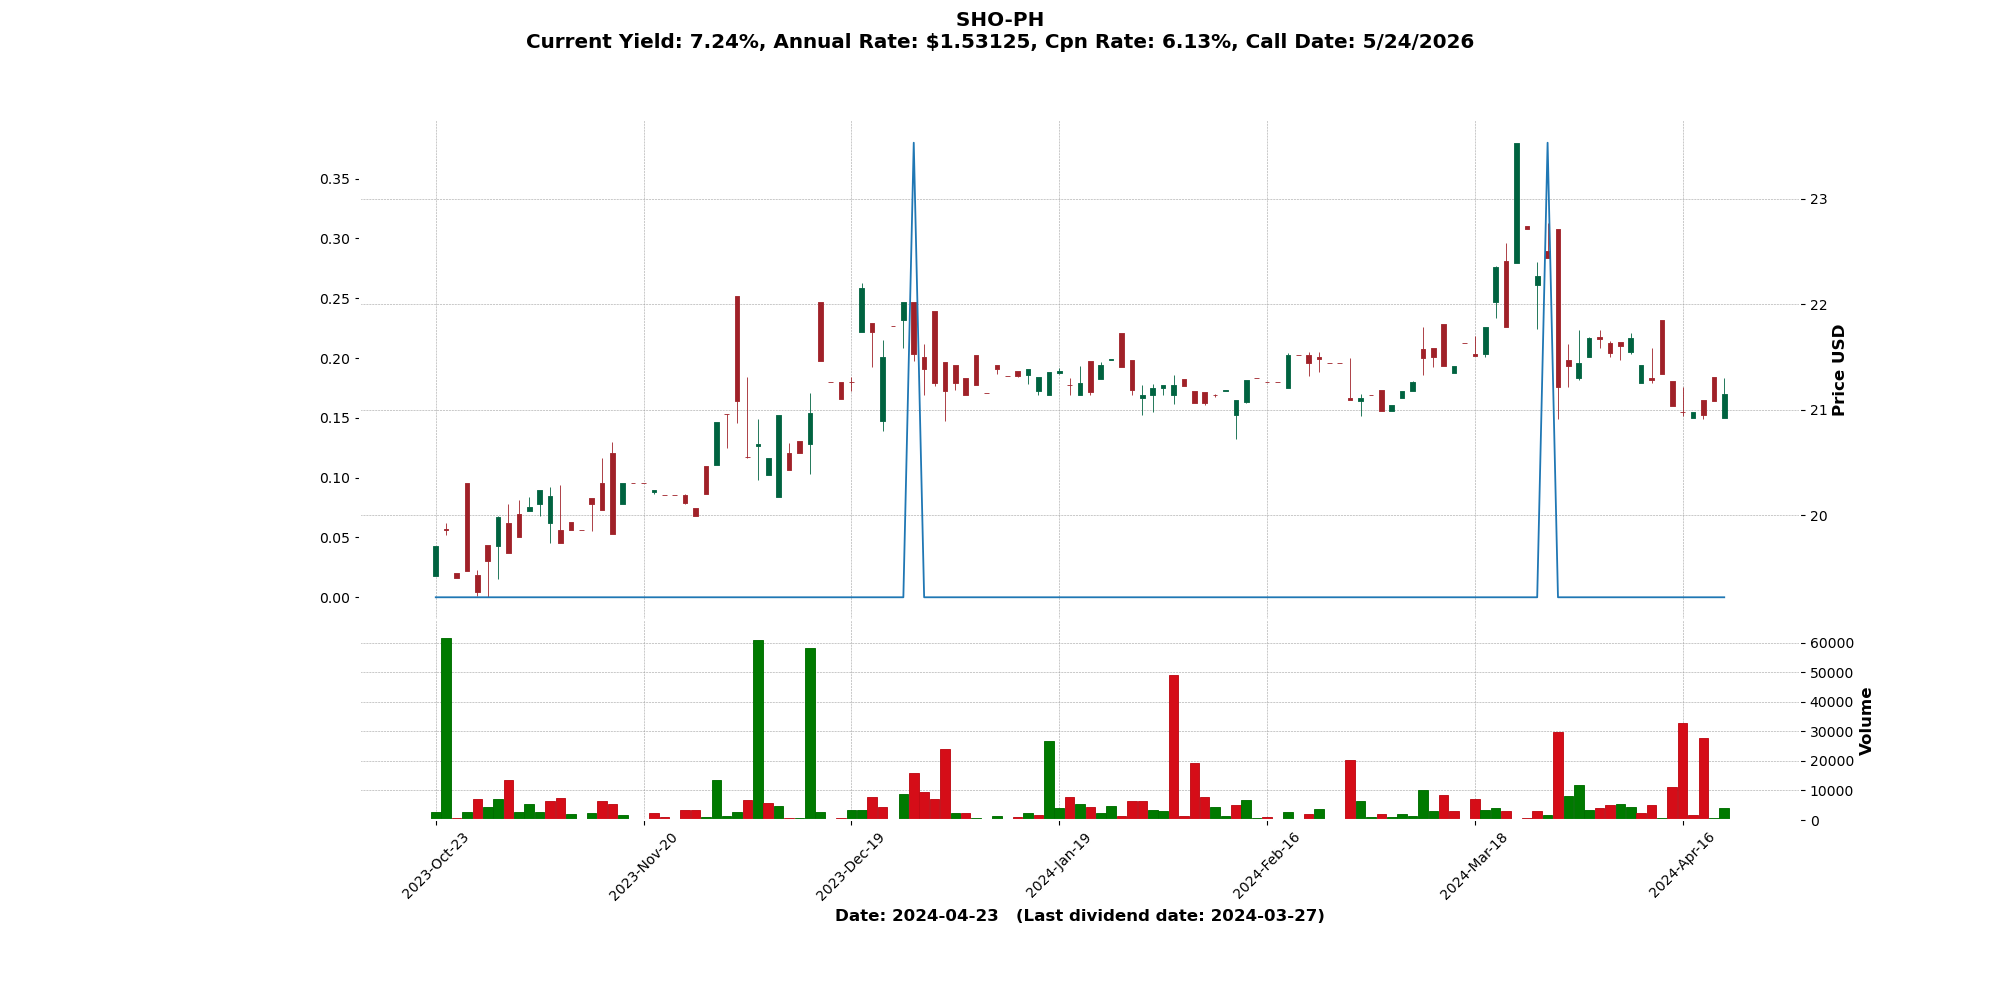 SHO-PH
Current Yield: 7.24%, Annual Rate: $1.53125, Cpn Rate: 6.13%, Call Date: 5/24/2026
0.35
0.30
0.25
0.20
0.15
0.10
0.05
0.00
23
22
21
20
Price USD
60000
50000
40000
30000
20000
10000
0
Volume
2023-Oct-23
2023-Nov-20
2023-Dec-19
2024-Jan-19
2024-Feb-16
2024-Mar-18
2024-Apr-16
Date: 2024-04-23 (Last dividend date: 2024-03-27)